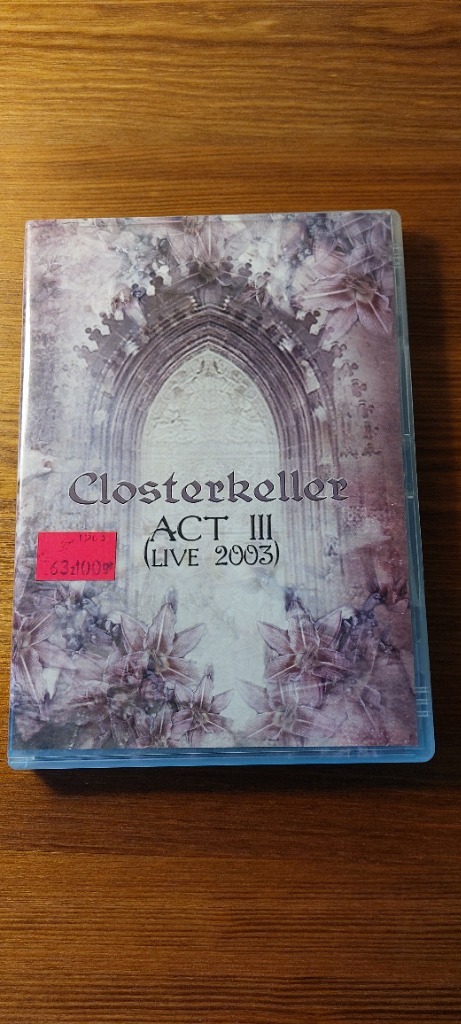 Closterkeller
ACT III
(LIVE 2003)